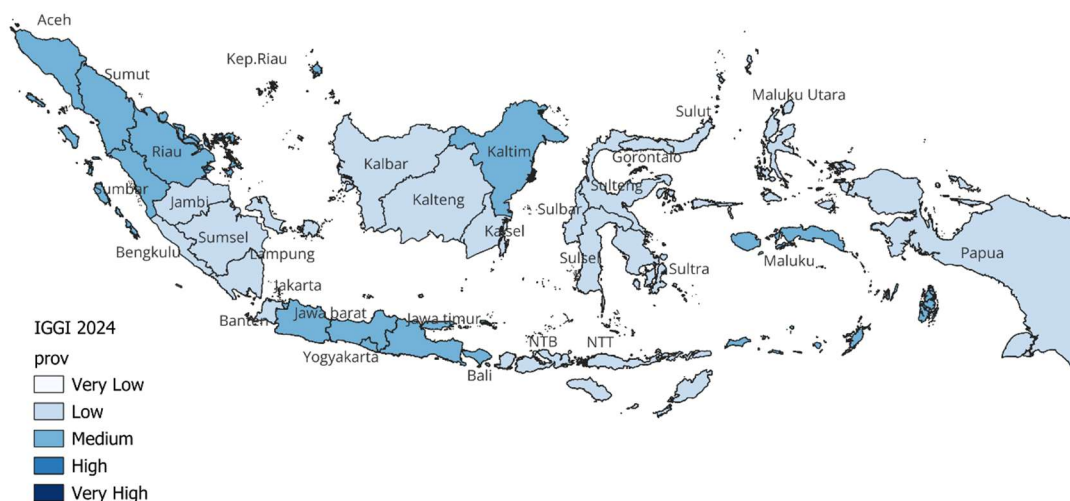 Aceh
Sumut
Kep.Riau
Maluku Utara
Sulut
Riau
Kalbar
Kaltim
Gorontalo
Sumbar
Jambi
Kalteng
Sulteng
Sulbar
Sumsel
Kalsel
Bengkulu
Lampung
Sulsel
Sultra
Maluku
Papua
Jakarta
Banten
Jawa barat
Jawa timur
Yogyakarta
NTB
NTT
Bali
IGGI 2024
prov
Very Low
Low
Medium
High
Very High